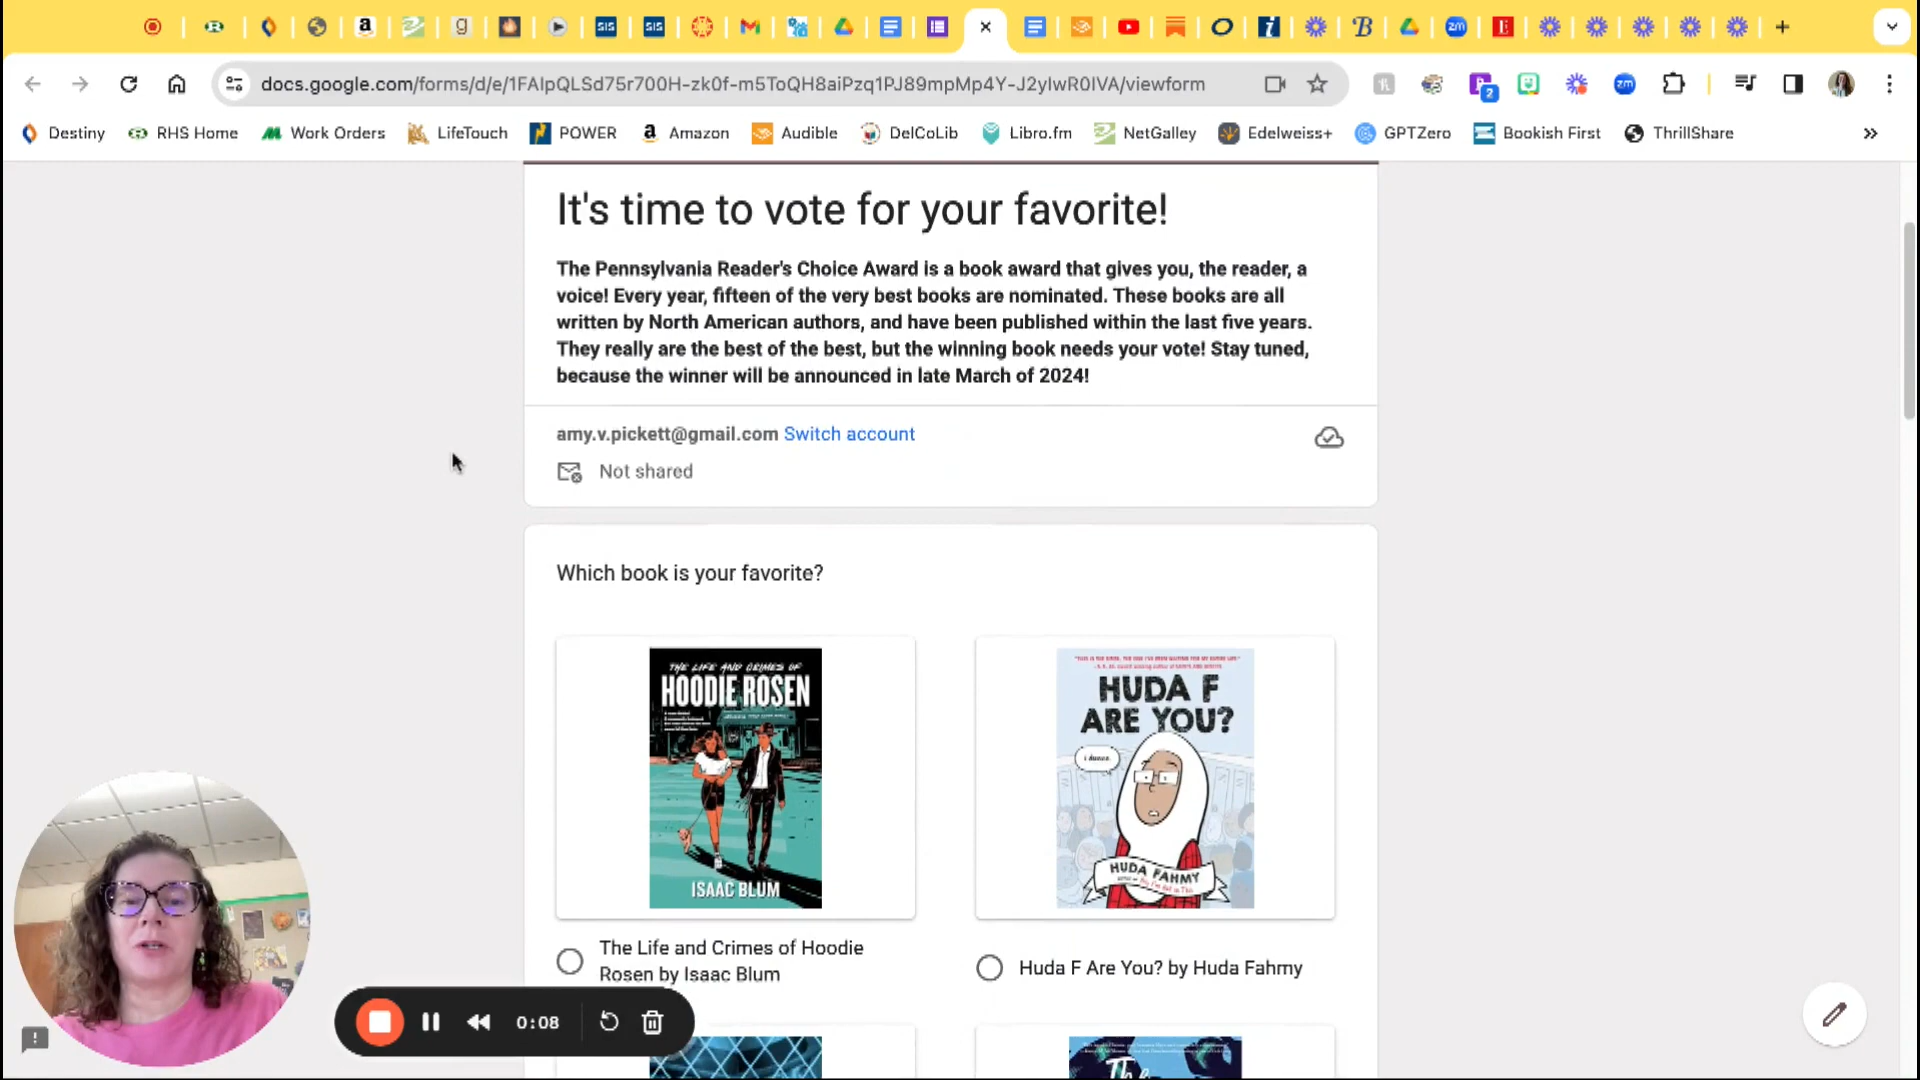 docs.google.com/forms/d/e/1FAIpQLSd75r700H-zk0f-m5ToQH8aiPzq1PJ89mpMp4Y-J2ylwR0IVA/viewform
Destiny RHS Home Work Orders LifeTouch POWER Amazon Audible DelCoLib Libro.fm NetGalley Edelweiss+ GPTZero Bookish First ThrillShare
It's time to vote for your favorite!
The Pennsylvania Reader's Choice Award is a book award that gives you, the reader, a
voice! Every year, fifteen of the very best books are nominated. These books are all
written by North American authors, and have been published within the last five years.
They really are the best of the best, but the winning book needs your vote! Stay tuned,
because the winner will be announced in late March of 2024!
amy.v.pickett@gmail.com Switch account
Not shared
Which book is your favorite?
THE LIFE AND CRIMES OF
HOODIE ROSEN
ISAAC BLUM
HUDA F
ARE YOU?
HUDA FAHMY
The Life and Crimes of Hoodie
Rosen by Isaac Blum
Huda F Are You? by Huda Fahmy
0:08
The